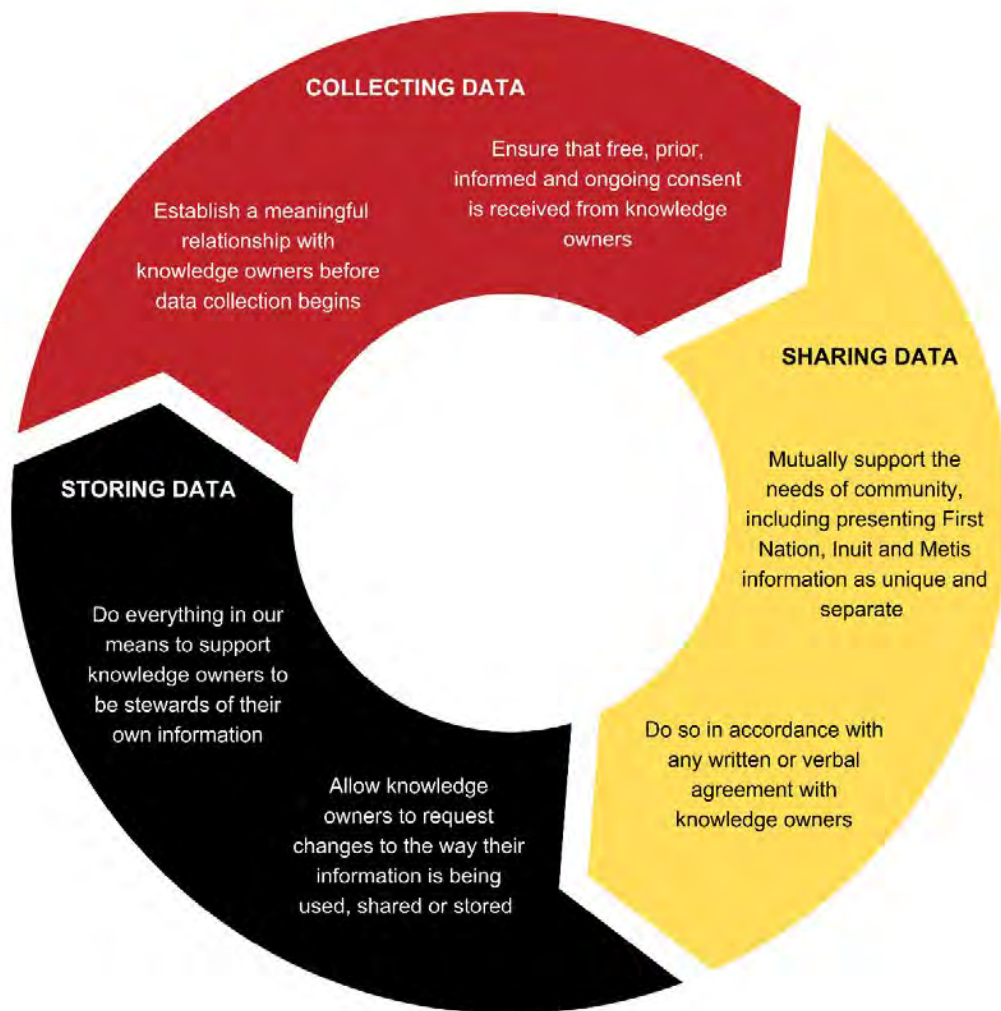 COLLECTING DATA
Establish a meaningful
relationship with
knowledge owners before
data collection begins
Ensure that free, prior,
informed and ongoing consent
is received from knowledge
owners
SHARING DATA
Mutually support the
needs of community,
including presenting First
Nation, Inuit and Metis
information as unique and
separate
Do so in accordance with
any written or verbal
agreement with
knowledge owners
STORING DATA
Do everything in our
means to support
knowledge owners to
be stewards of their
own information
Allow knowledge
owners to request
changes to the way their
information is being
used, shared or stored